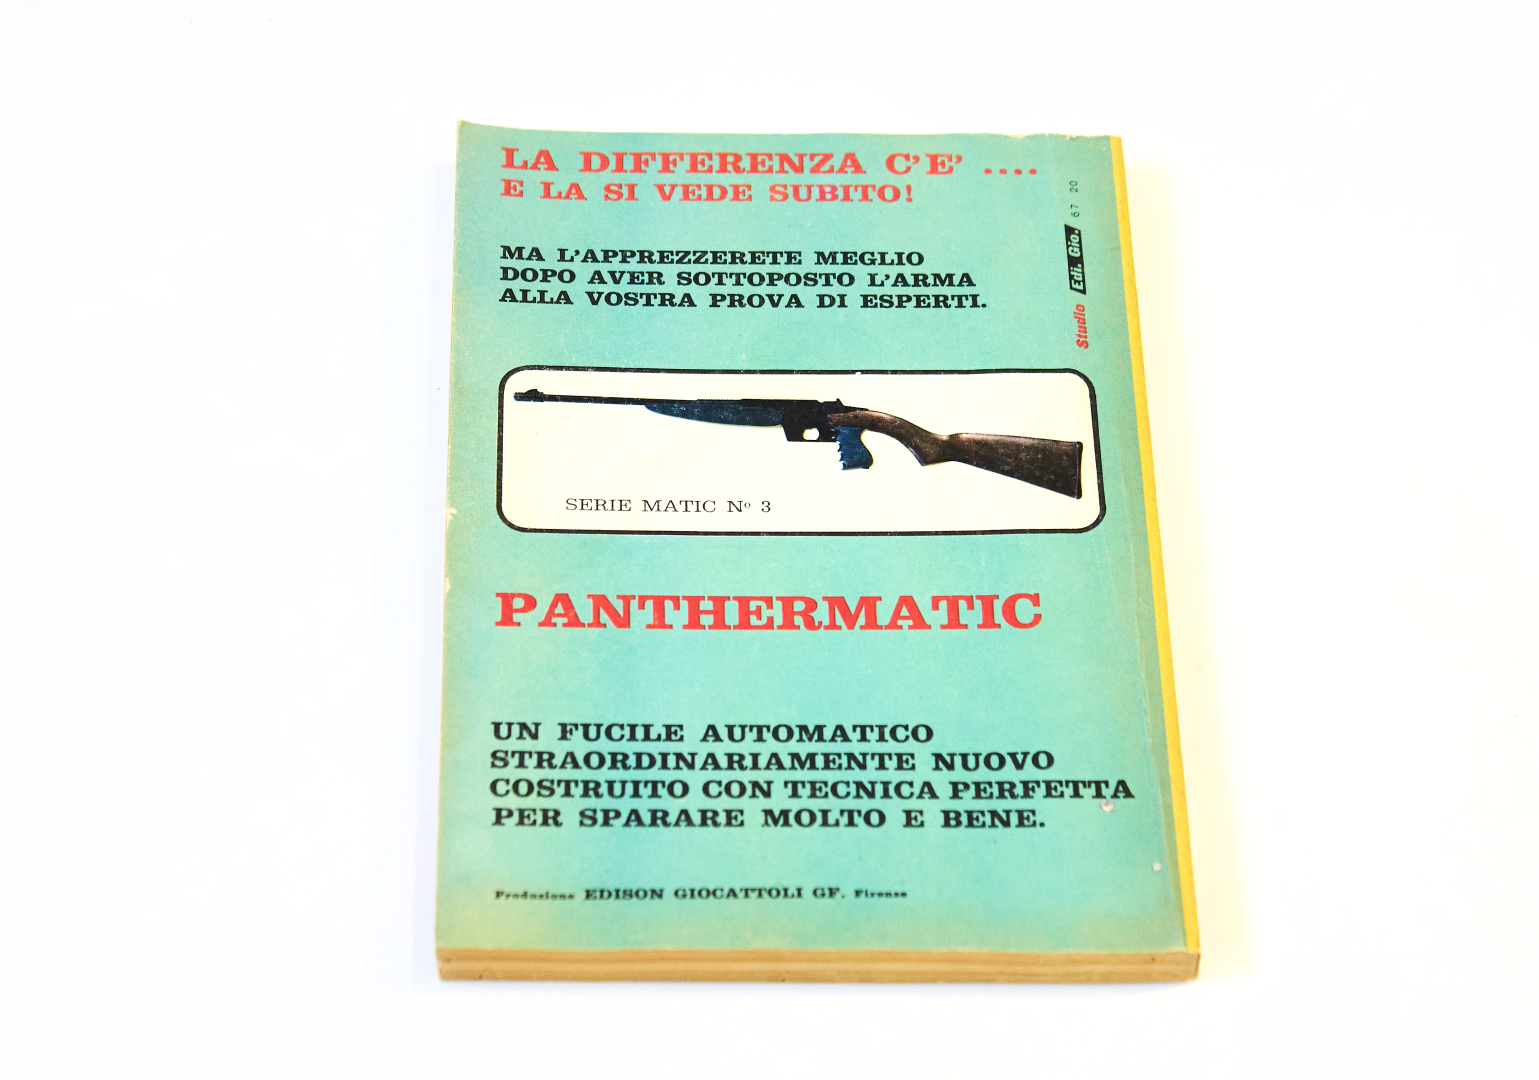 LA DIFFERENZA C'E' ....
E LA SI VEDE SUBITO!
MA L'APPREZZERETE MEGLIO
DOPO AVER SOTTOPOSTO L'ARMA
ALLA VOSTRA PROVA DI ESPERTI.
Studio Edi. Gio. 67 20
SERIE MATIC Nº 3
PANTHERMATIC
UN FUCILE AUTOMATICO
STRAORDINARIAMENTE NUOVO
COSTRUITO CON TECNICA PERFETTA
PER SPARARE MOLTO E BENE.
Produzione EDISON GIOCATTOLI GF. Firenze